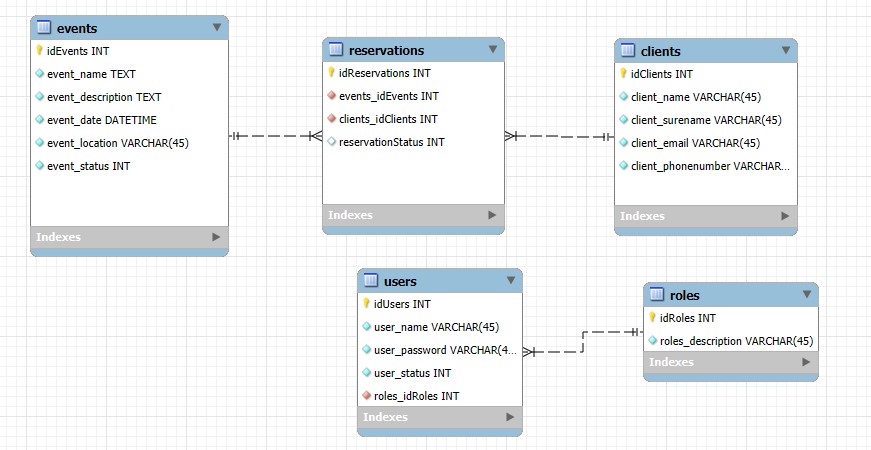 events
idEvents INT
event_name TEXT
event_description TEXT
event_date DATETIME
event_location VARCHAR(45)
event_status INT
Indexes
reservations
idReservations INT
events_idEvents INT
clients_idClients INT
reservationStatus INT
Indexes
clients
idClients INT
client_name VARCHAR(45)
client_surename VARCHAR(45)
client_email VARCHAR(45)
client_phonenumber VARCHAR...
Indexes
users
idUsers INT
user_name VARCHAR(45)
user_password VARCHAR(4...
user_status INT
roles_idRoles INT
Indexes
roles
idRoles INT
roles_description VARCHAR(45)
Indexes